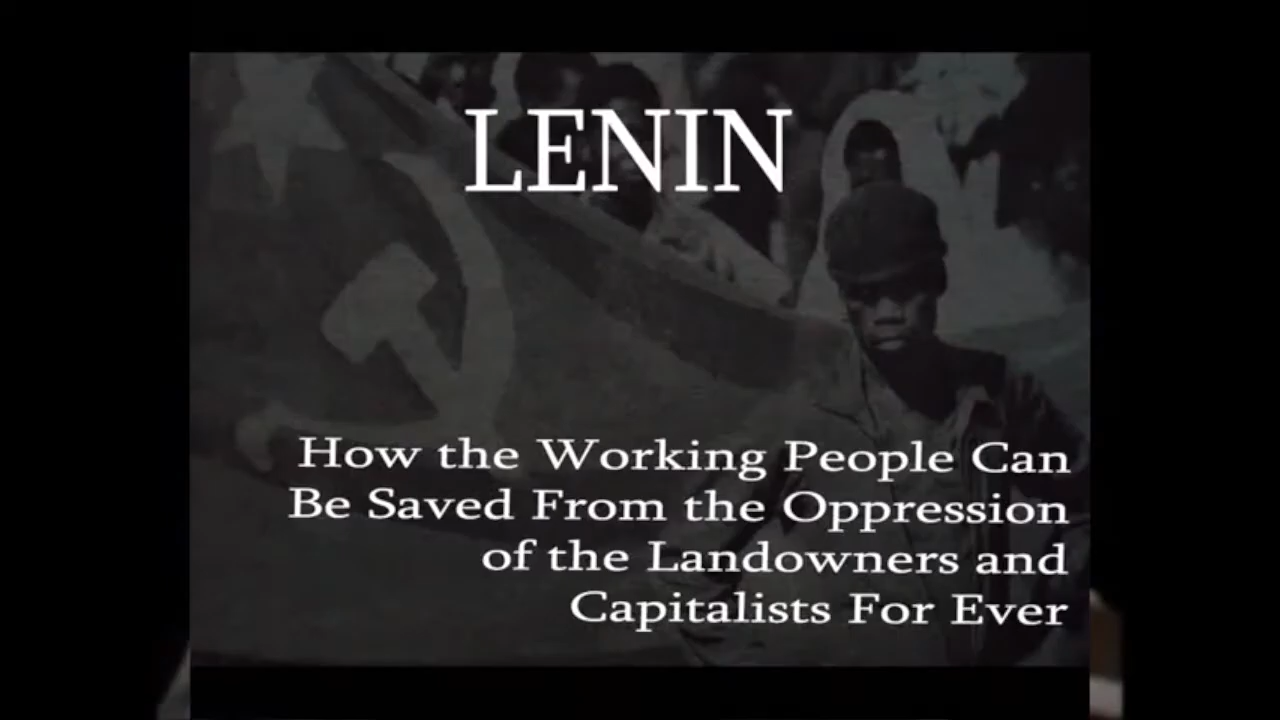 LENIN
How the Working People Can
Be Saved From the Oppression
of the Landowners and
Capitalists For Ever